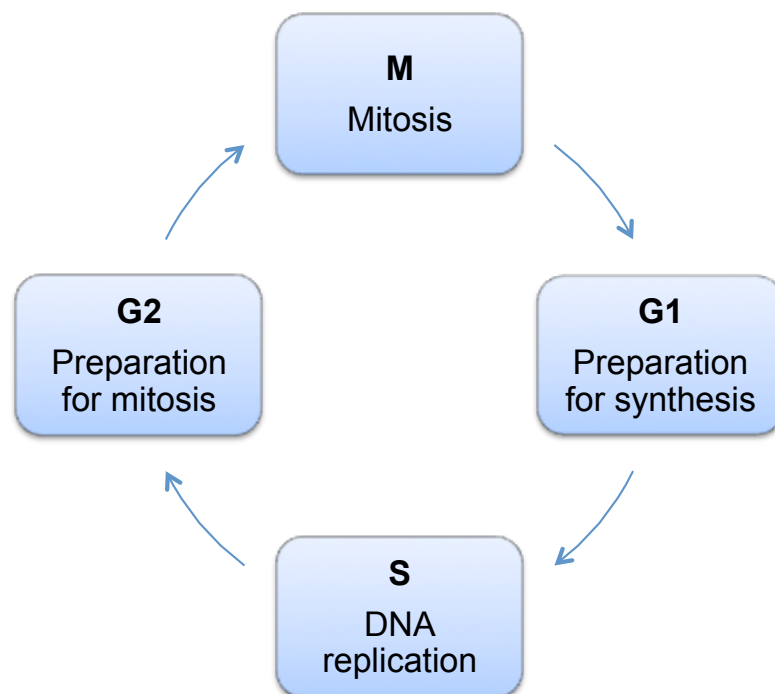 M
Mitosis
G2
Preparation
for mitosis
G1
Preparation
for synthesis
S
DNA
replication